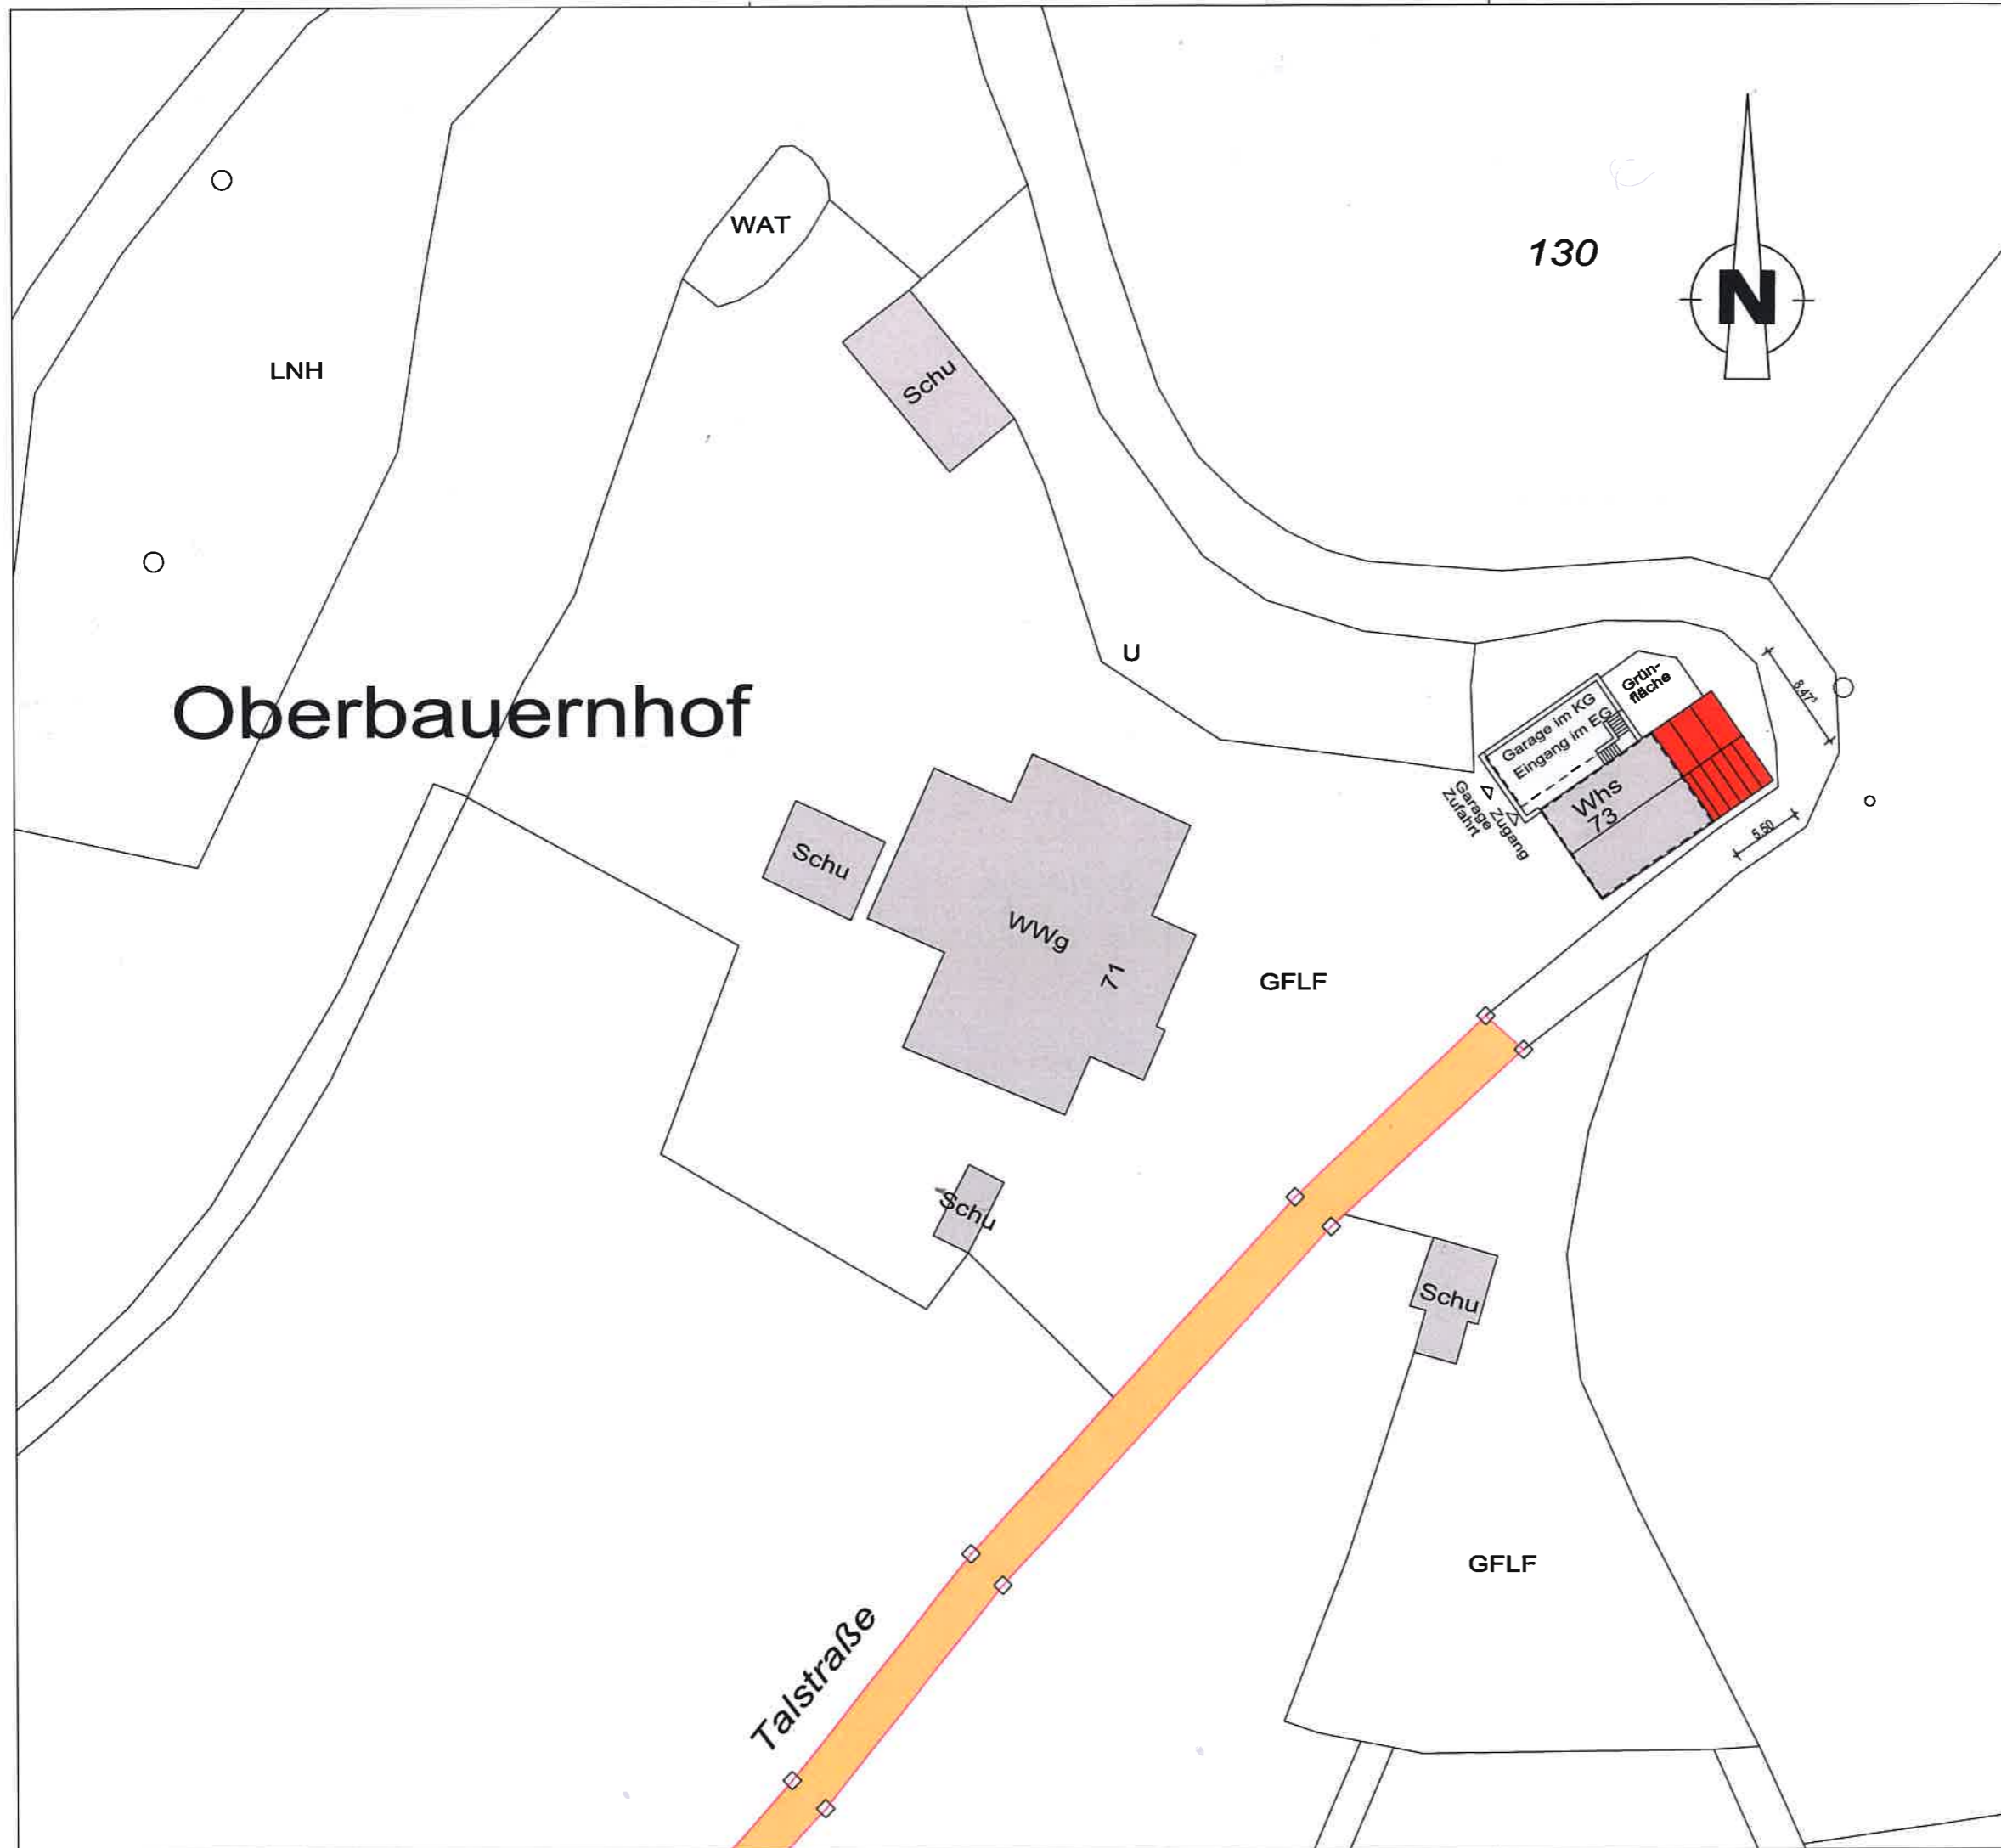 WAT
130
N
LNH
Schu
U
Grün-
fläche
8.47⁵
Oberbauernhof
Garage im KG
Eingang im EG
Garage
Zufahrt
Zugang
Whs
73
5.50
Schu
WWg
71
GFLF
Schu
Schu
GFLF
Talstraße